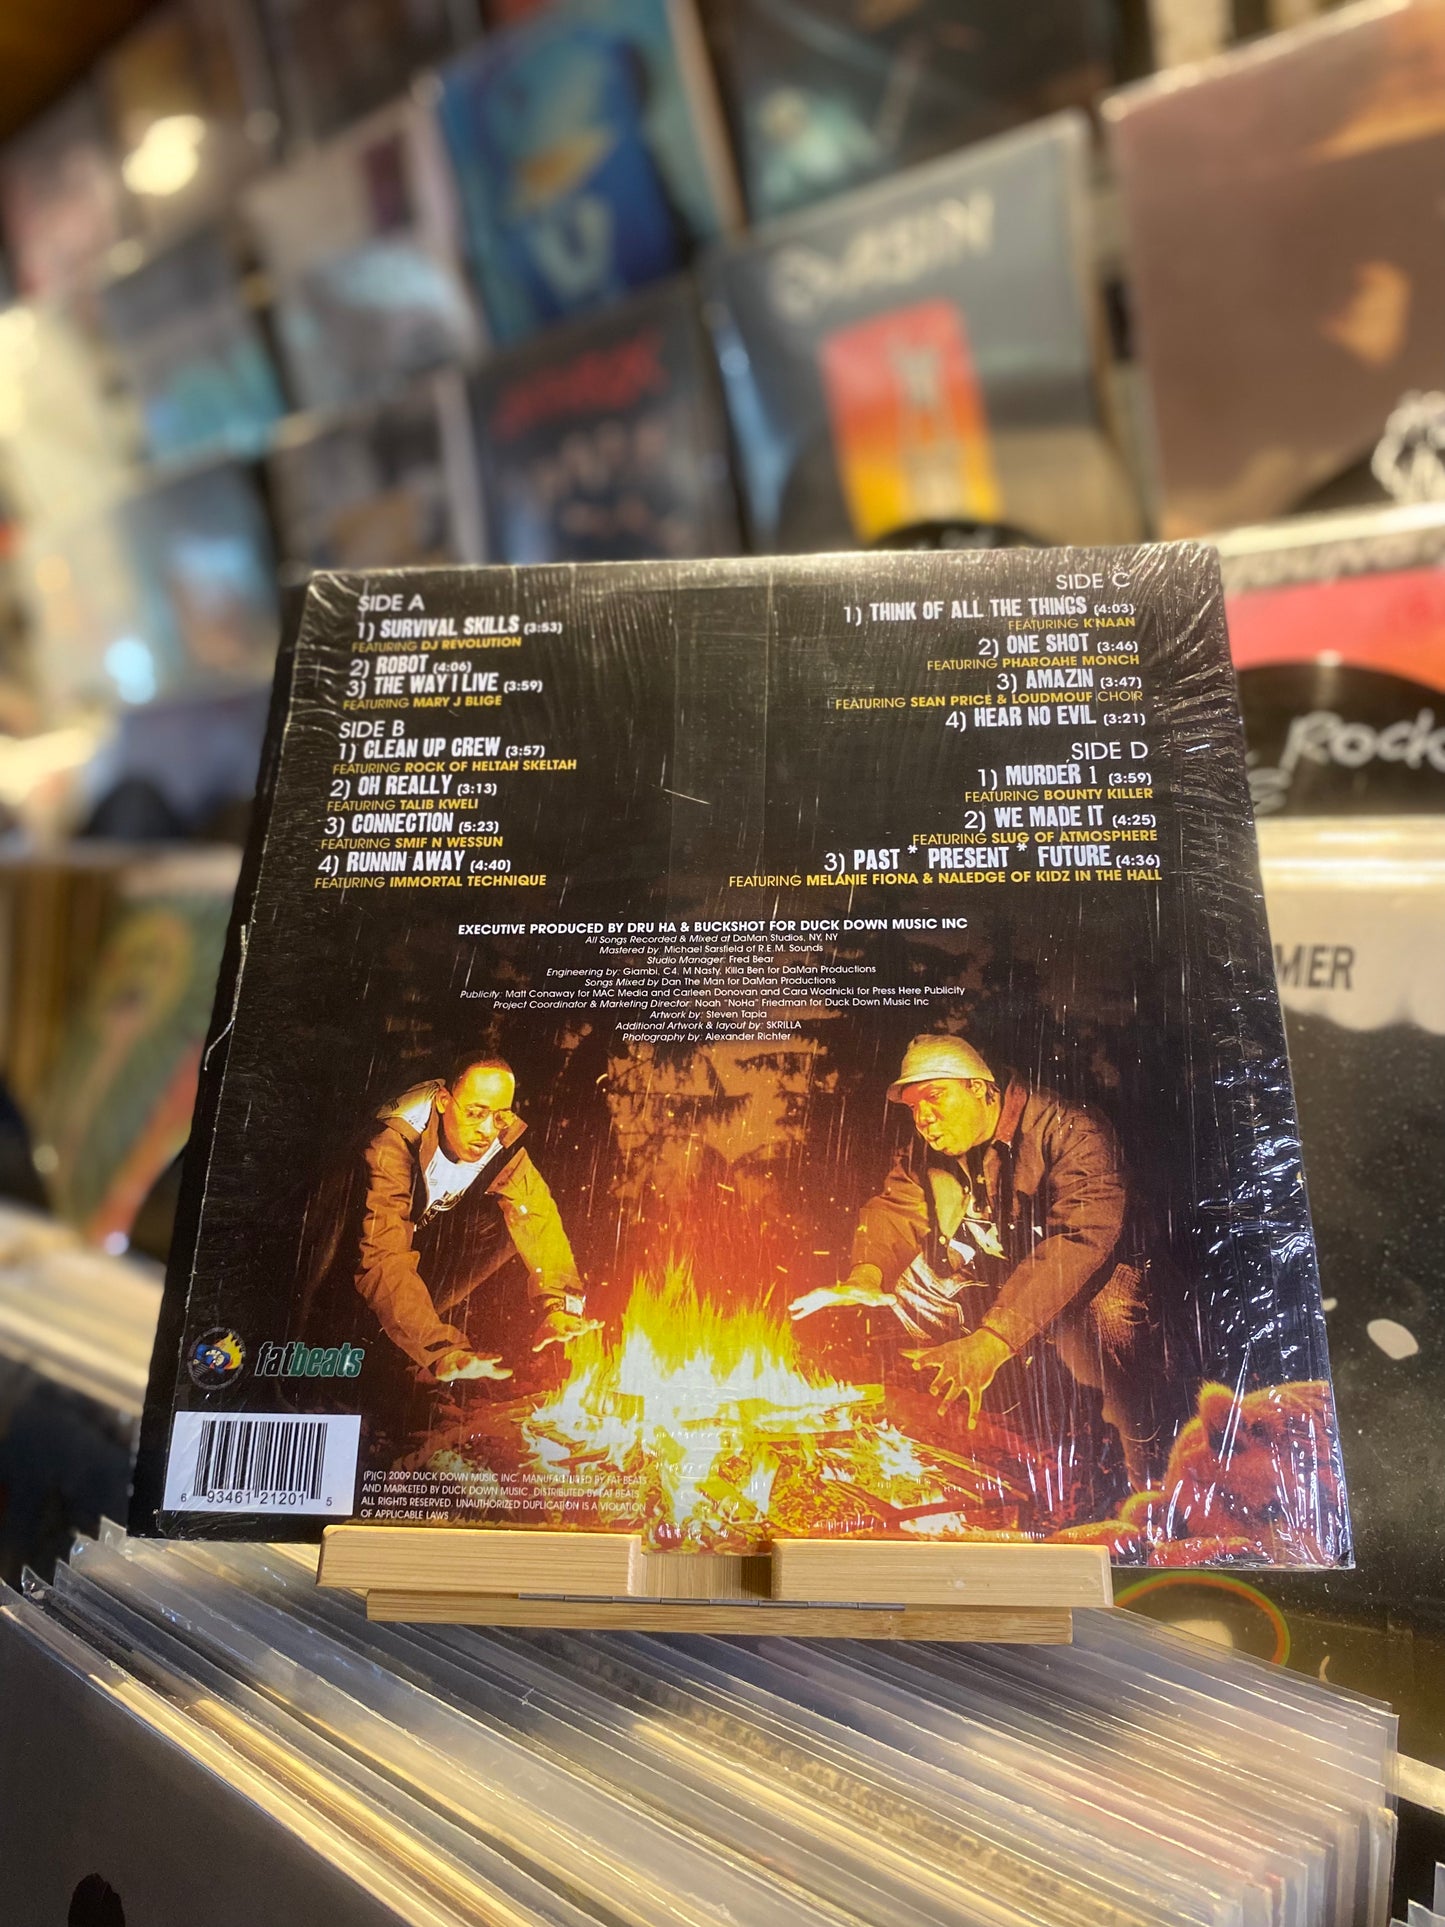 SIDE A
1) SURVIVAL SKILLS (3:53)
FEATURING DJ REVOLUTION
2) ROBOT (4:06)
3) THE WAY I LIVE (3:59)
FEATURING MARY J BLIGE
SIDE B
1) CLEAN UP CREW (3:57)
FEATURING ROCK OF HELTAH SKELTAH
2) OH REALLY (3:13)
FEATURING TALIB KWELI
3) CONNECTION (5:23)
FEATURING SMIF N WESSUN
4) RUNNIN AWAY (4:40)
FEATURING IMMORTAL TECHNIQUE
SIDE C
1) THINK OF ALL THE THINGS (4:03)
FEATURING K'NAAN
2) ONE SHOT (3:46)
FEATURING PHAROAHE MONCH
3) AMAZIN (3:47)
FEATURING SEAN PRICE & LOUDMOUF CHOIR
4) HEAR NO EVIL (3:21)
SIDE D
1) MURDER 1 (3:59)
FEATURING BOUNTY KILLER
2) WE MADE IT (4:25)
FEATURING SLUG OF ATMOSPHERE
3) PAST * PRESENT * FUTURE (4:36)
FEATURING MELANIE FIONA & NALEDGE OF KIDZ IN THE HALL
EXECUTIVE PRODUCED BY DRU HA & BUCKSHOT FOR DUCK DOWN MUSIC INC
All Songs Recorded & Mixed at DaMan Studios, NY, NY
Mastered by: Michael Sarsfield of R.E.M. Sounds
Studio Manager: Fred Bear
Engineering by: Giambi, C4, M Nasty, Killa Ben for DaMan Productions
Songs Mixed by Dan The Man for DaMan Productions
Publicity: Matt Conaway for MAC Media and Carleen Donovan and Cara Wodnicki for Press Here Publicity
Project Coordinator & Marketing Director: Noah "NoHa" Friedman for Duck Down Music Inc
Artwork by: Steven Tapia
Additional Artwork & layout by: SKRILLA
Photography by: Alexander Richter
fatbeats
6 93461 21201 5
(P)(C) 2009 DUCK DOWN MUSIC INC. MANUFACTURED BY FAT BEATS
AND MARKETED BY DUCK DOWN MUSIC. DISTRIBUTED BY FAT BEATS.
ALL RIGHTS RESERVED. UNAUTHORIZED DUPLICATION IS A VIOLATION
OF APPLICABLE LAWS
Rock
MER